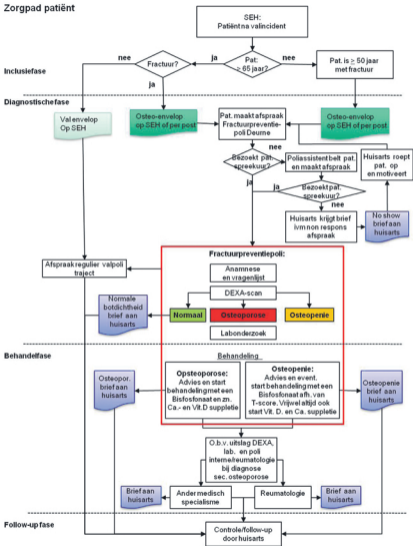 Zorgpad patiënt
SEH:
Patiënt na valincident
nee
ja
nee
Fractuur?
Pat:
≥ 65 jaar?
Pat. is ≥ 50 jaar
met fractuur
Inclusiefase
ja
Diagnostische fase
Val envelop
Op SEH
Osteo-envelop
op SEH of per post
Pat. maakt afspraak
Fractuurpreventie-
poli Deurne
Osteo-envelop
op SEH of per post
nee
Bezoekt pat.
spreekuur?
Poliassistent belt pat.
en maakt afspraak
Huisarts roept
pat. op
en motiveert
ja
ja
Bezoekt pat.
spreekuur?
nee
Huisarts krijgt brief
ivm non respons
afspraak
No show
brief aan
huisarts
Fractuurpreventiepoli:
Afspraak regulier valpoli
traject
Anamnese
en vragenlijst
DEXA-scan
Normale
botdichtheid
brief aan
huisarts
Normaal
Osteoporose
Osteopenie
Labonderzoek
Behandelfase
Behandeling
Osteopor.
brief aan
huisarts
Opsteoporose:
Advies en start
behandeling met een
Bisfosfonaat en zn.
Ca.- en Vit.D suppletie
Osteopenie:
Advies en event.
start behandeling met een
Bisfosfonaat afh. van
T-score. Vrijwel altijd ook
start Vit. D. en Ca. suppletie
Osteopenie
brief aan
huisarts
O.b.v. uitslag DEXA,
lab. en poli
interne/reumatologie
bij diagnose
sec. osteoporose
Brief aan
huisarts
Ander medisch
specialisme
Reumatologie
Brief aan
huisarts
Follow-up fase
Controle/follow-up
door huisarts